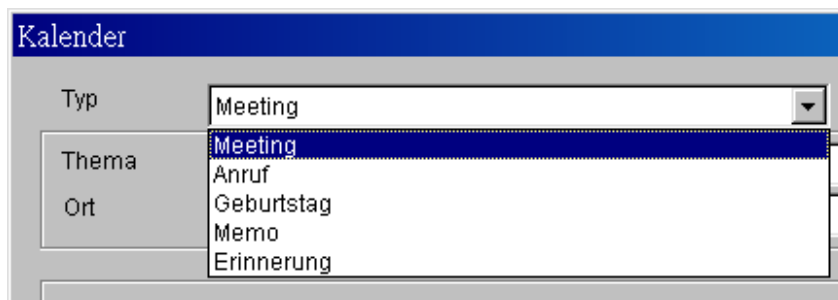 Kalender
Typ
Meeting
Meeting
Thema
Anruf
Ort
Geburtstag
Memo
Erinnerung